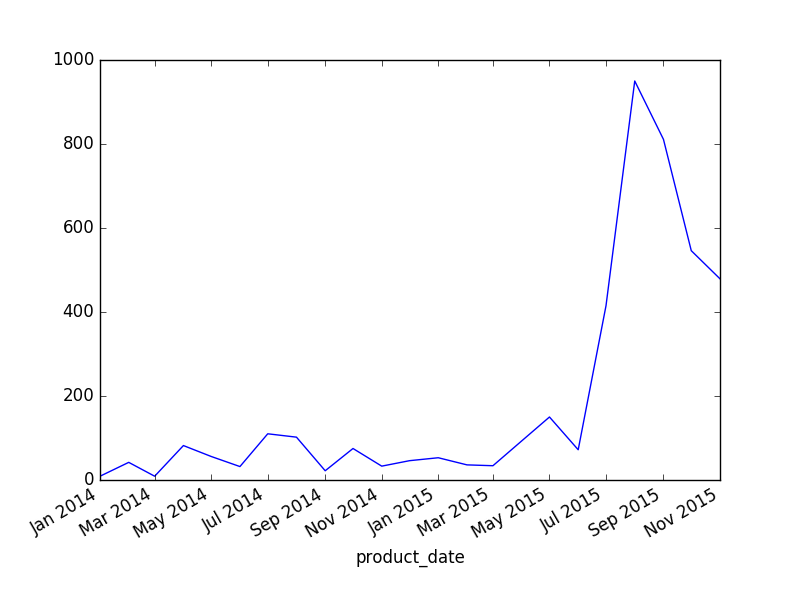 1000
800
600
400
200
0
Jan 2014
Mar 2014
May 2014
Jul 2014
Sep 2014
Nov 2014
Jan 2015
Mar 2015
May 2015
Jul 2015
Sep 2015
Nov 2015
product_date